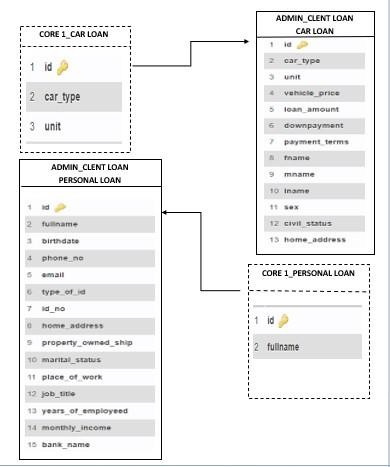 CORE 1_CAR LOAN
1 id
2 car_type
3 unit
ADMIN_CLENT LOAN
CAR LOAN
1 id
2 car_type
3 unit
4 vehicle_price
5 loan_amount
6 downpayment
7 payment_terms
8 fname
9 mname
10 lname
11 sex
12 civil_status
13 home_address
ADMIN_CLENT LOAN
PERSONAL LOAN
1 id
2 fullname
3 birthdate
4 phone_no
5 email
6 type_of_id
7 id_no
8 home_address
9 property_owned_ship
10 marital_status
11 place_of_work
12 job_title
13 years_of_employeed
14 monthly_income
15 bank_name
CORE 1_PERSONAL LOAN
1 id
2 fullname